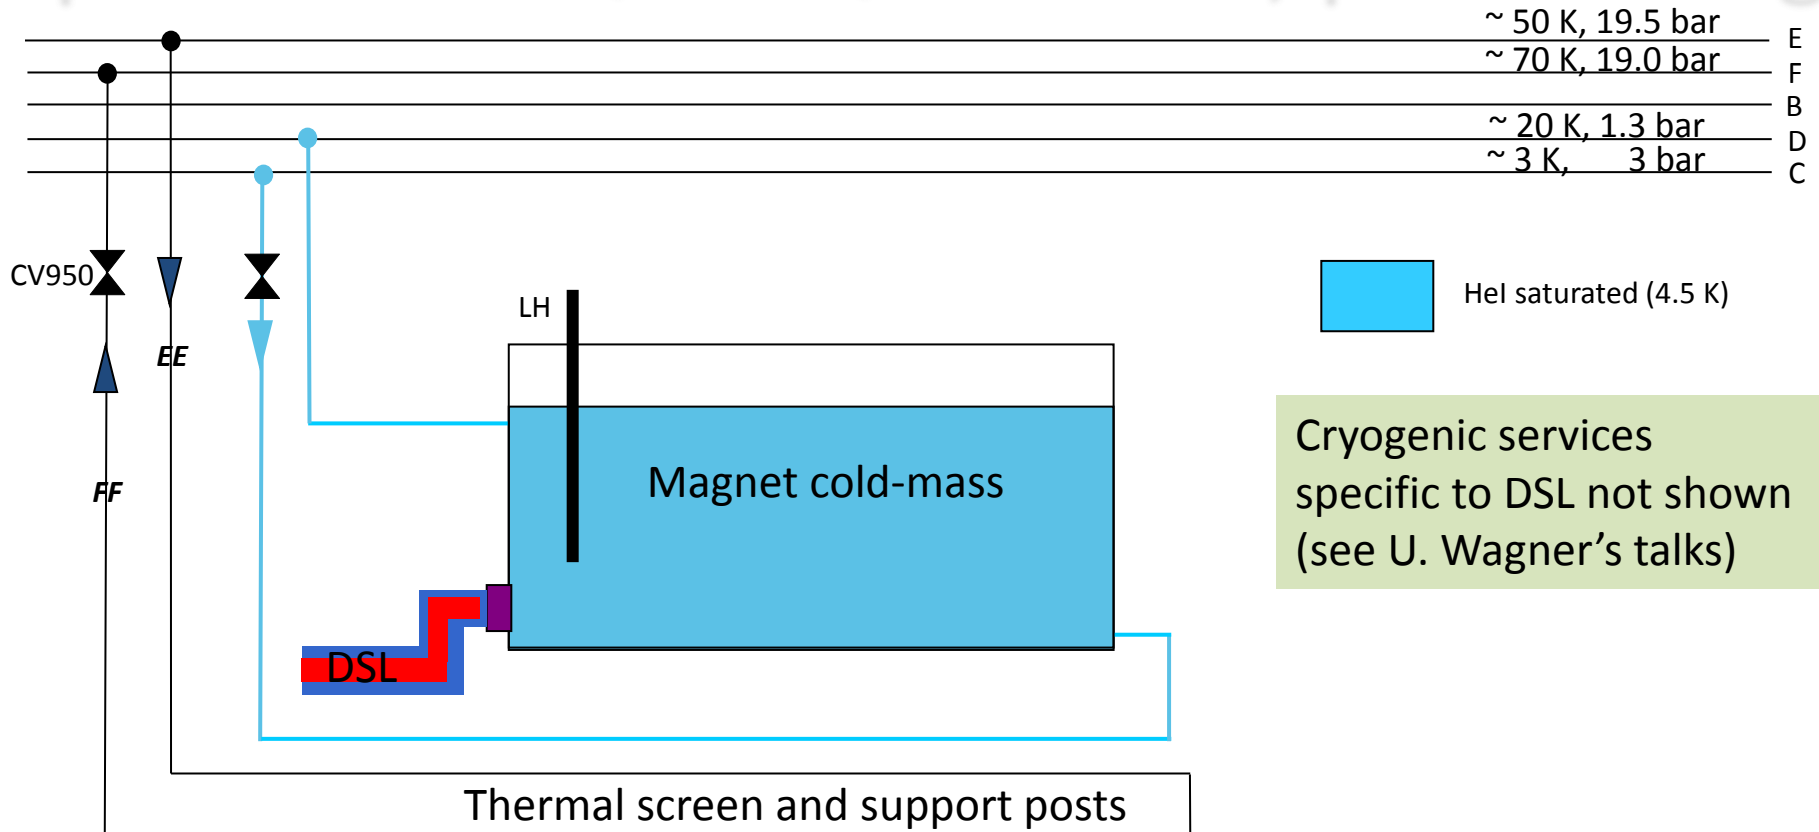 ~ 50 K, 19.5 bar
E
~ 70 K, 19.0 bar
F
B
~ 20 K, 1.3 bar
D
~ 3 K, 3 bar
C
CV950
LH
HeI saturated (4.5 K)
EE
Cryogenic services
specific to DSL not shown
(see U. Wagner’s talks)
Magnet cold-mass
FF
DSL
Thermal screen and support posts